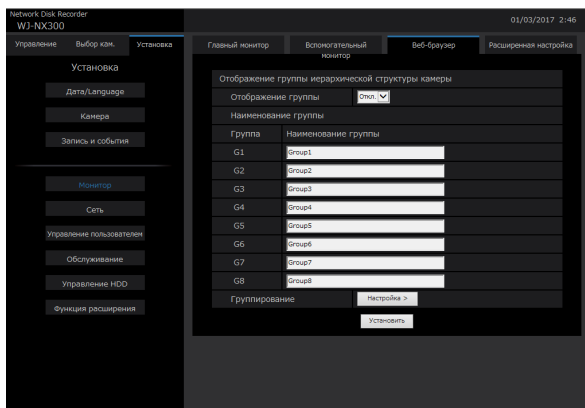 Network Disk Recorder
WJ-NX300
01/03/2017 2:46
Управление
Выбор кам.
Установка
Главный монитор
Вспомогательный монитор
Веб-браузер
Расширенная настройка
Установка
Дата/Language
Камера
Запись и события
Монитор
Сеть
Управление пользователем
Обслуживание
Управление HDD
Функция расширения
Отображение группы иерархической структуры камеры
Отображение группы Откл.
Наименование группы
Группа Наименование группы
G1 Group1
G2 Group2
G3 Group3
G4 Group4
G5 Group5
G6 Group6
G7 Group7
G8 Group8
Группирование Настройка >
Установить